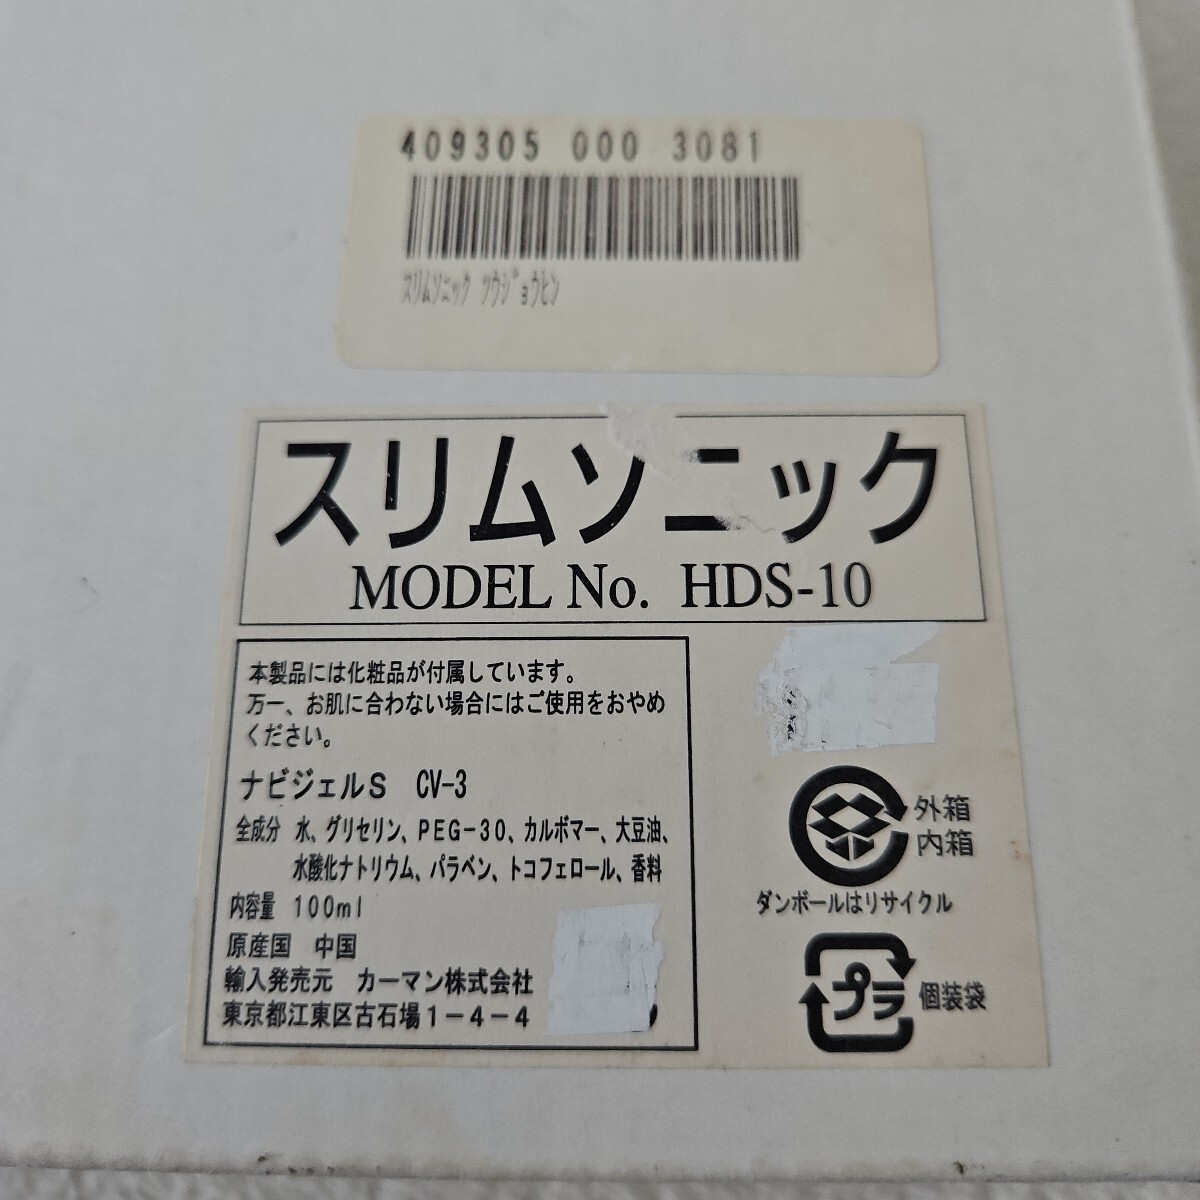 409305 000 3081
スリムソニック ツウジョウヒン
スリムソニック
MODEL No. HDS-10
本製品には化粧品が付属しています。
万一、お肌に合わない場合にはご使用をおやめ
ください。
ナビジェルS CV-3
全成分 水、グリセリン、PEG-30、カルボマー、大豆油、
水酸化ナトリウム、パラベン、トコフェロール、香料
内容量 100ml
原産国 中国
輸入発売元 カーマン株式会社
東京都江東区古石場1-4-4
外箱
内箱
ダンボールはリサイクル
プラ
個装袋